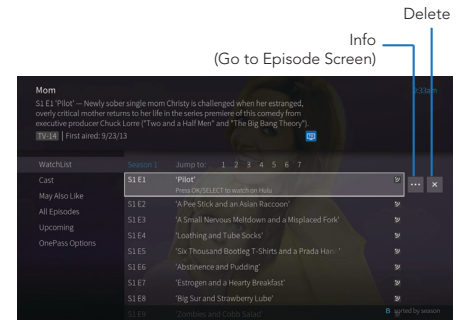 Delete
Info
(Go to Episode Screen)
Mom
9:33am
S1 E1 'Pilot' — Newly sober single mom Christy is challenged when her estranged,
overly critical mother returns to her life in the series premiere of this comedy from
executive producer Chuck Lorre ("Two and a Half Men" and "The Big Bang Theory").
TV-14 First aired: 9/23/13
WatchList
Cast
May Also Like
All Episodes
Upcoming
OnePass Options
Season 1 Jump to: 1 2 3 4 5 6 7
S1 E1 'Pilot'
Press OK/SELECT to watch on Hulu
S1 E2 'A Pee Stick and an Asian Raccoon'
S1 E3 'A Small Nervous Meltdown and a Misplaced Fork'
S1 E4 'Loathing and Tube Socks'
S1 E5 'Six Thousand Bootleg T-Shirts and a Prada Han
S1 E6 'Abstinence and Pudding'
S1 E7 'Estrogen and a Hearty Breakfast'
S1 E8 'Big Sur and Strawberry Lube'
S1 E9 'Zombies and Cobb Salad'
B sorted by season